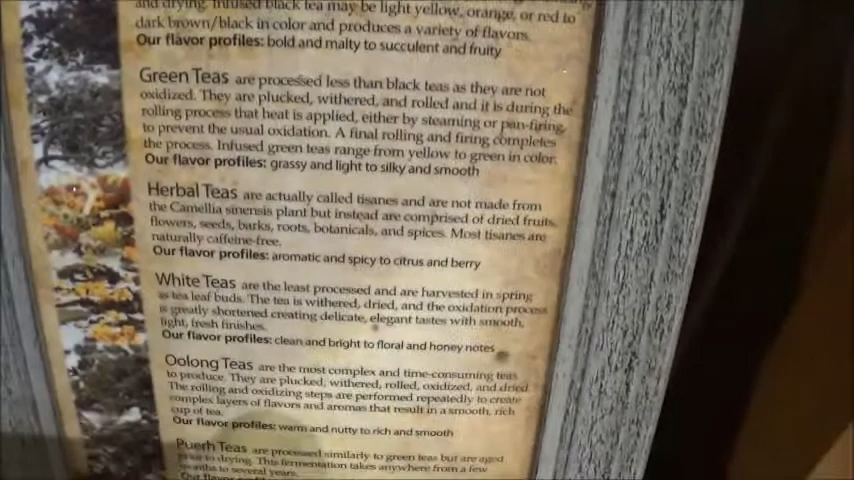 and drying. Infused black tea may be light yellow, orange, or red to
dark brown/black in color and produces a variety of flavors.
Our flavor profiles: bold and malty to succulent and fruity
Green Teas are processed less than black teas as they are not
oxidized. They are plucked, withered, and rolled and it is during the
rolling process that heat is applied, either by steaming or pan-firing,
to prevent the usual oxidation. A final rolling and firing completes
the process. Infused green teas range from yellow to green in color.
Our flavor profiles: grassy and light to silky and smooth
Herbal Teas are actually called tisanes and are not made from
the Camellia sinensis plant but instead are comprised of dried fruits,
flowers, seeds, barks, roots, botanicals, and spices. Most tisanes are
naturally caffeine-free.
Our flavor profiles: aromatic and spicy to citrus and berry
White Teas are the least processed and are harvested in spring
as tea leaf buds. The tea is withered, dried, and the oxidation process
is greatly shortened creating delicate, elegant tastes with smooth,
light, fresh finishes.
Our flavor profiles: clean and bright to floral and honey notes
Oolong Teas are the most complex and time-consuming teas
to produce. They are plucked, withered, rolled, oxidized, and dried.
The rolling and oxidizing steps are performed repeatedly to create
complex layers of flavors and aromas that result in a smooth, rich
cup of tea.
Our flavor profiles: warm and nutty to rich and smooth
Puerh Teas are processed similarly to green teas but are aged
prior to drying. This fermentation takes anywhere from a few
months to several years.
Our flavor profiles: